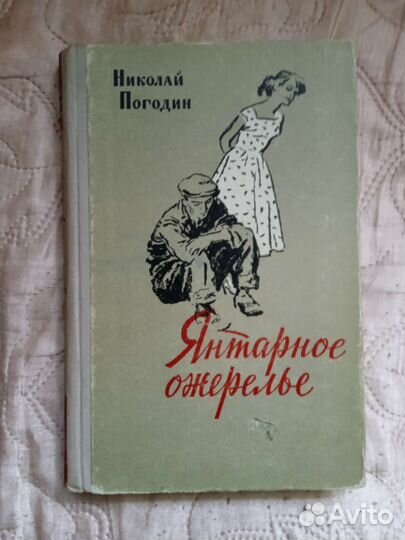 Николай
Погодин
Янтарное
ожерелье
Avito